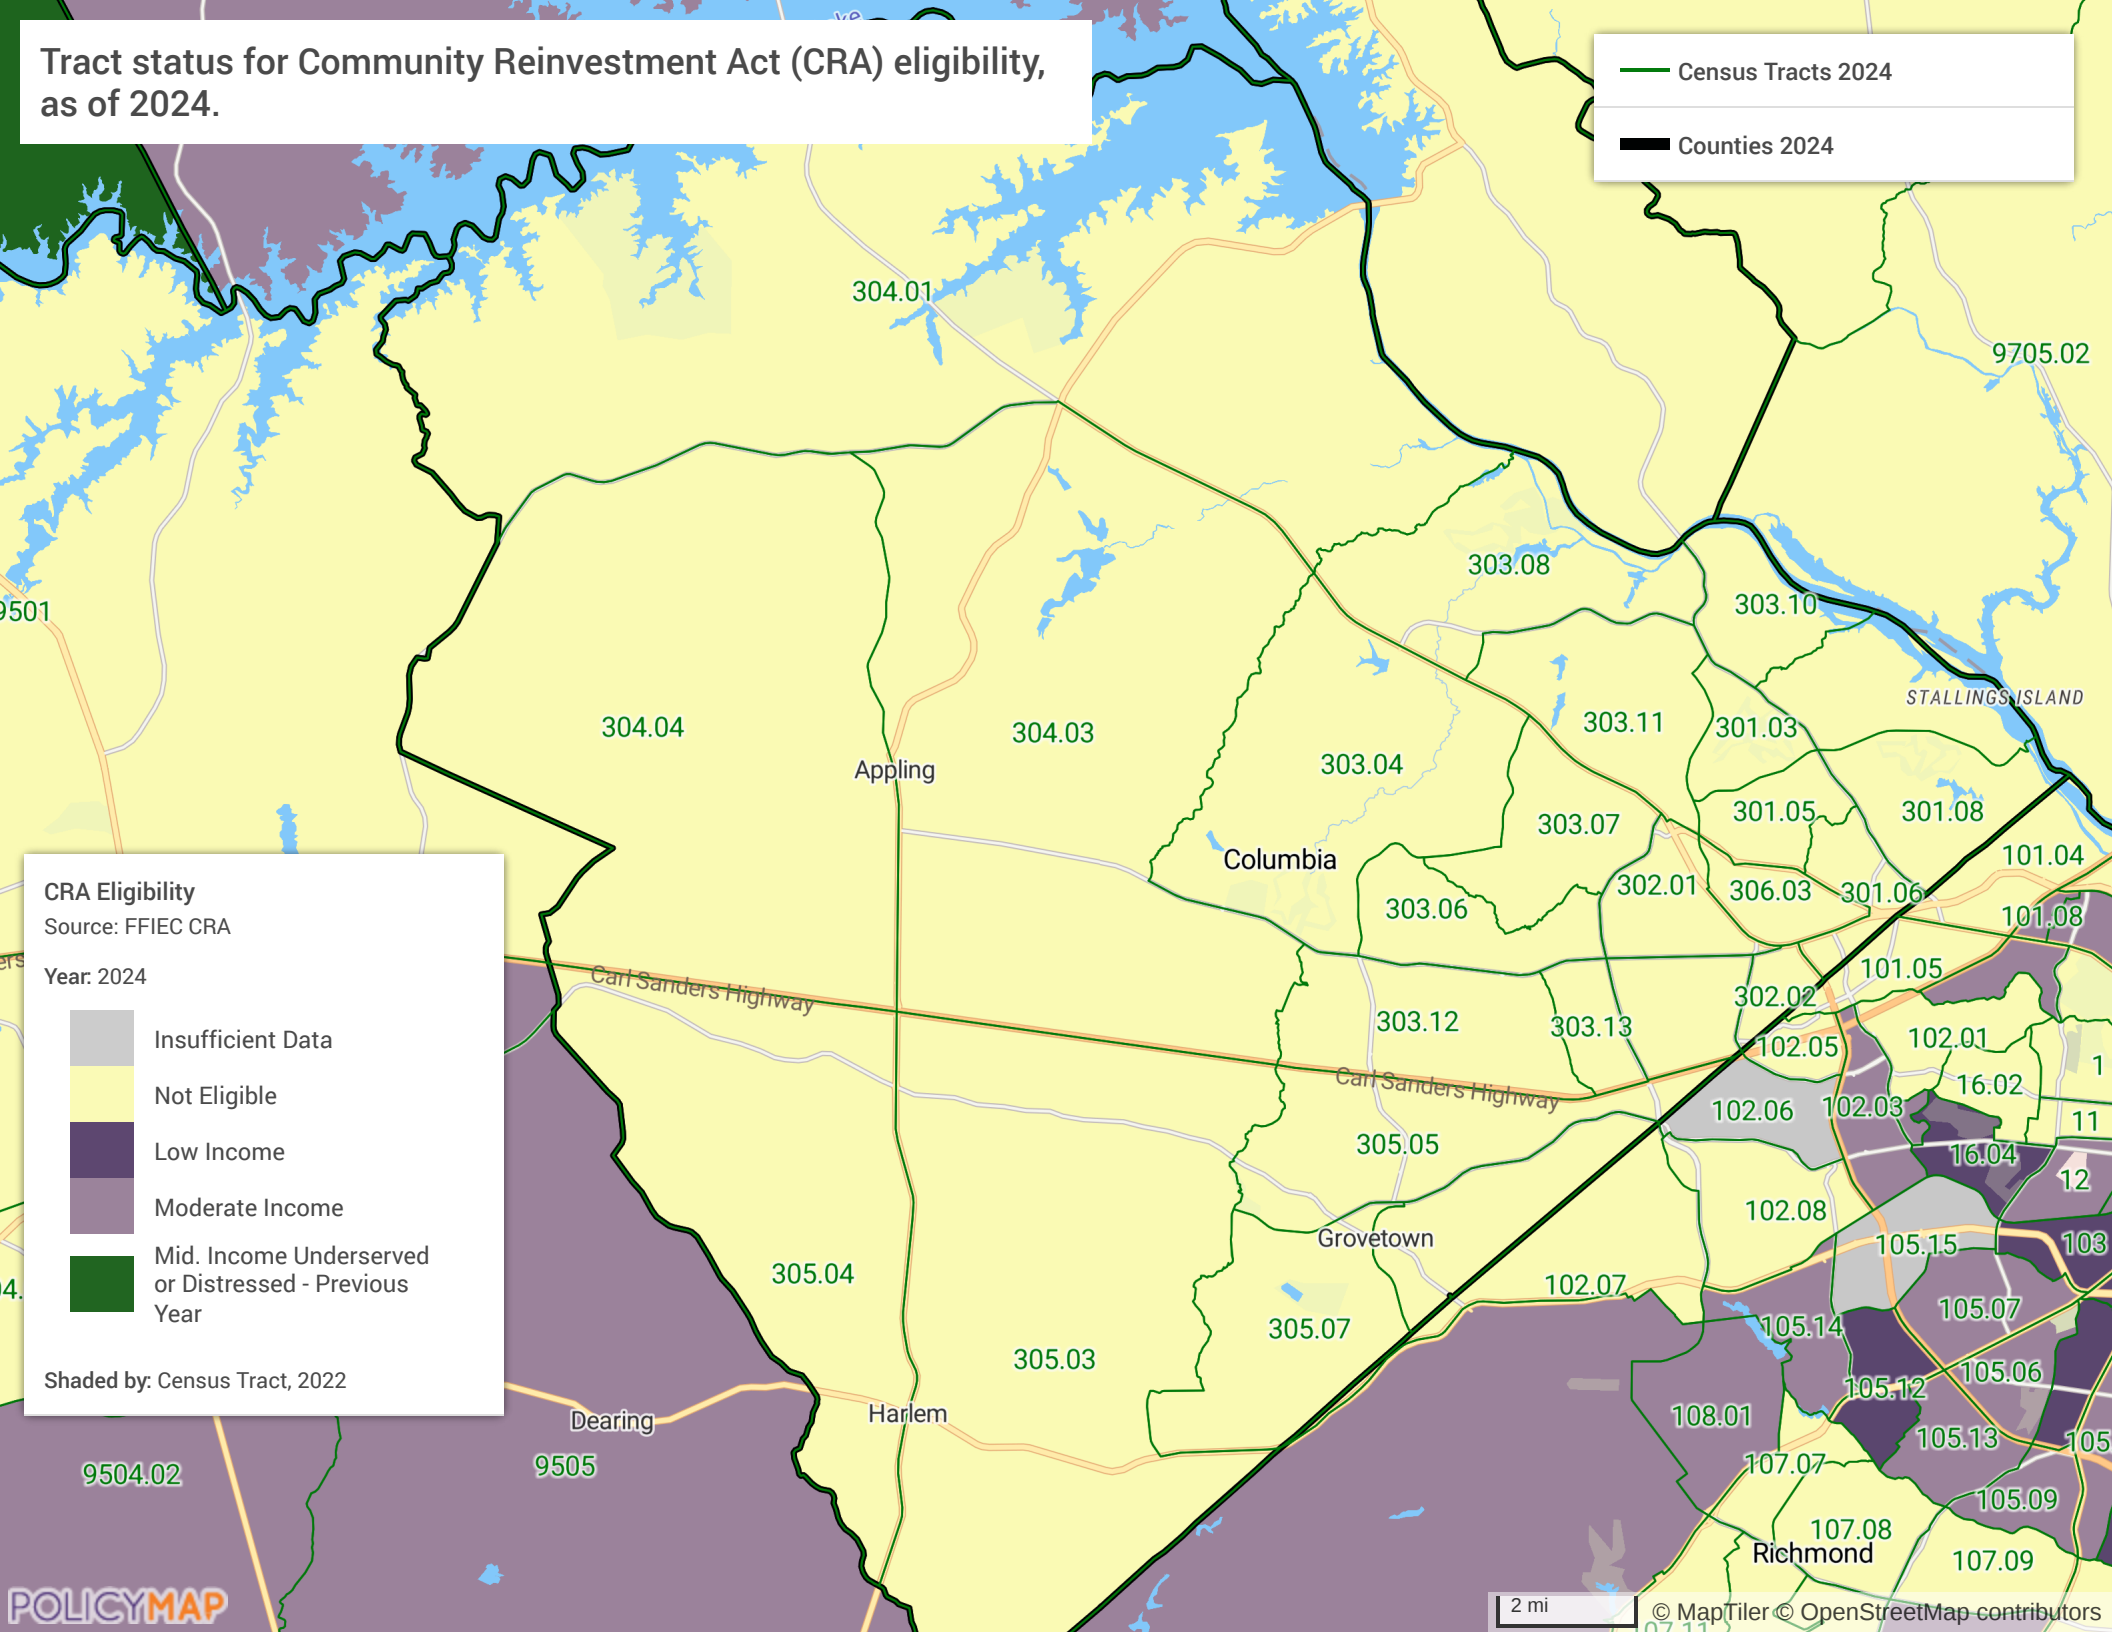 Tract status for Community Reinvestment Act (CRA) eligibility,
as of 2024.
Census Tracts 2024
Counties 2024
304.01
9705.02
303.08
303.10
9501
STALLINGS ISLAND
304.04
304.03
303.11
301.03
303.04
Appling
303.07
301.05
301.08
Columbia
101.04
302.01
306.03
301.06
303.06
101.08
CRA Eligibility
Source: FFIEC CRA
Year: 2024
Insufficient Data
Not Eligible
Low Income
Moderate Income
Mid. Income Underserved
or Distressed - Previous
Year
Shaded by: Census Tract, 2022
Carl Sanders Highway
101.05
302.02
303.12
303.13
102.05
102.01
1
16.02
Carl Sanders Highway
102.06
102.03
11
305.05
16.04
12
102.08
Grovetown
105.15
103
305.04
102.07
305.07
105.14
105.07
305.03
105.06
105.12
Dearing
Harlem
108.01
105.13
105
9504.02
9505
107.07
105.09
107.08
Richmond
107.09
POLICYMAP
2 mi
© MapTiler © OpenStreetMap contributors